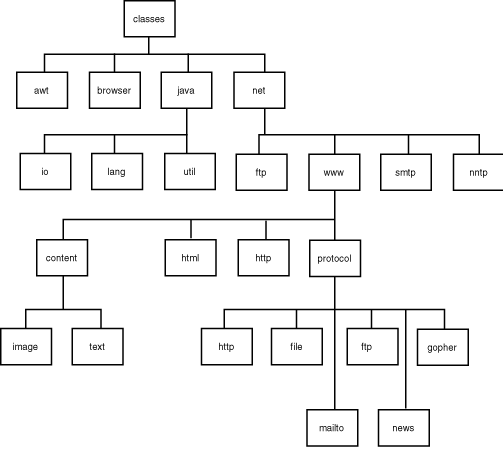 classes
awt browser java net
io lang util ftp www smtp nntp
content html http protocol
image text http file ftp gopher
mailto news